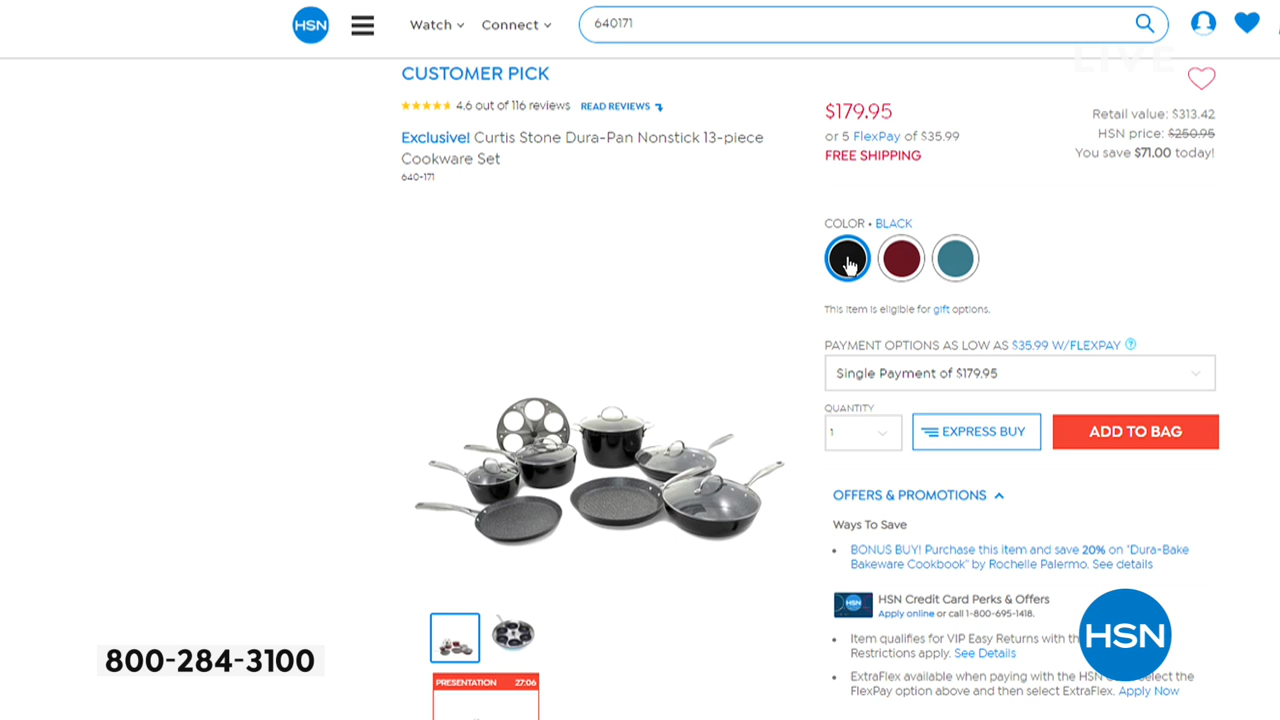 HSN
Watch
Connect
640171
LIVE
CUSTOMER PICK
4.6 out of 116 reviews READ REVIEWS
Exclusive! Curtis Stone Dura-Pan Nonstick 13-piece
Cookware Set
640-171
$179.95
or 5 FlexPay of $35.99
FREE SHIPPING
Retail value: $313.42
HSN price: $250.95
You save $71.00 today!
COLOR • BLACK
This item is eligible for gift options.
PAYMENT OPTIONS AS LOW AS $35.99 W/FLEXPAY ?
Single Payment of $179.95
QUANTITY
1
EXPRESS BUY
ADD TO BAG
OFFERS & PROMOTIONS
Ways To Save
• BONUS BUY! Purchase this item and save 20% on "Dura-Bake
Bakeware Cookbook" by Rochelle Palermo. See details
HSN
HSN Credit Card Perks & Offers
Apply online or call 1-800-695-1418.
• Item qualifies for VIP Easy Returns with th
Restrictions apply. See Details
• ExtraFlex available when paying with the HSN select the
FlexPay option above and then select ExtraFlex. Apply Now
HSN
800-284-3100
PRESENTATION 27:06